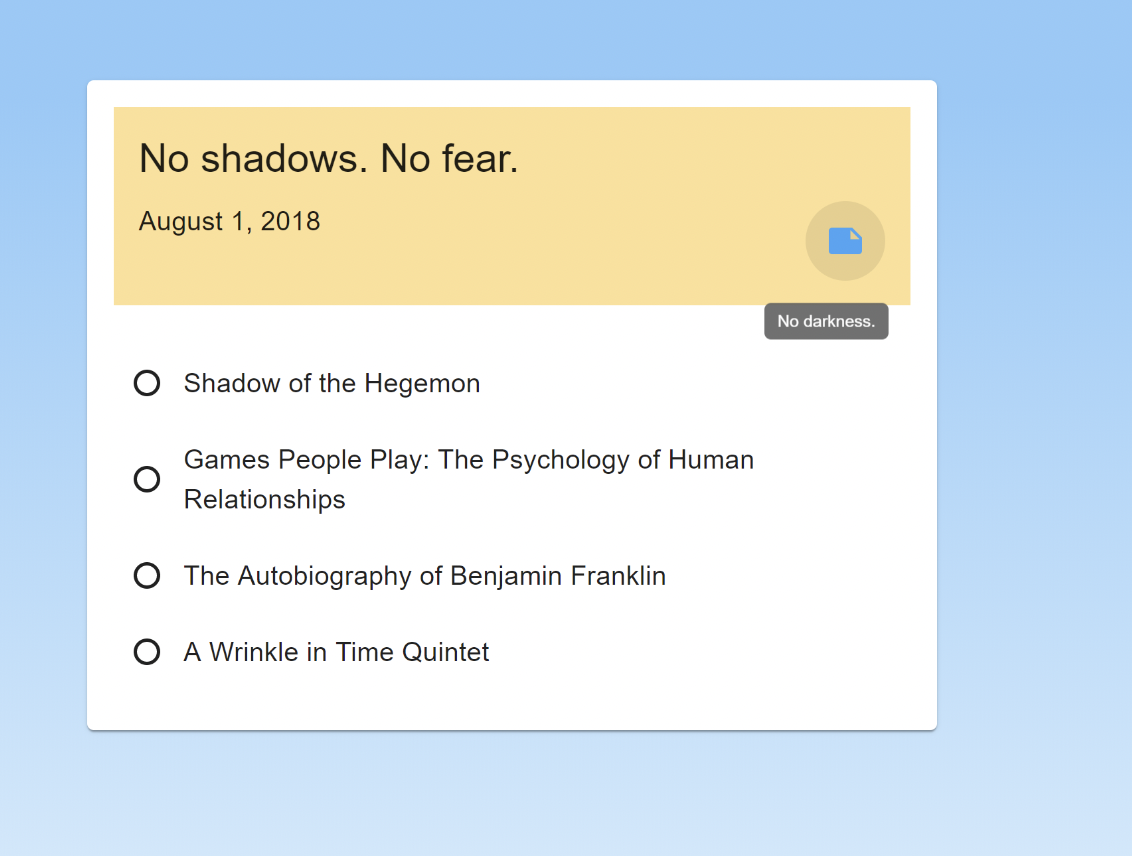 No shadows. No fear.
August 1, 2018
No darkness.
Shadow of the Hegemon
Games People Play: The Psychology of Human
Relationships
The Autobiography of Benjamin Franklin
A Wrinkle in Time Quintet